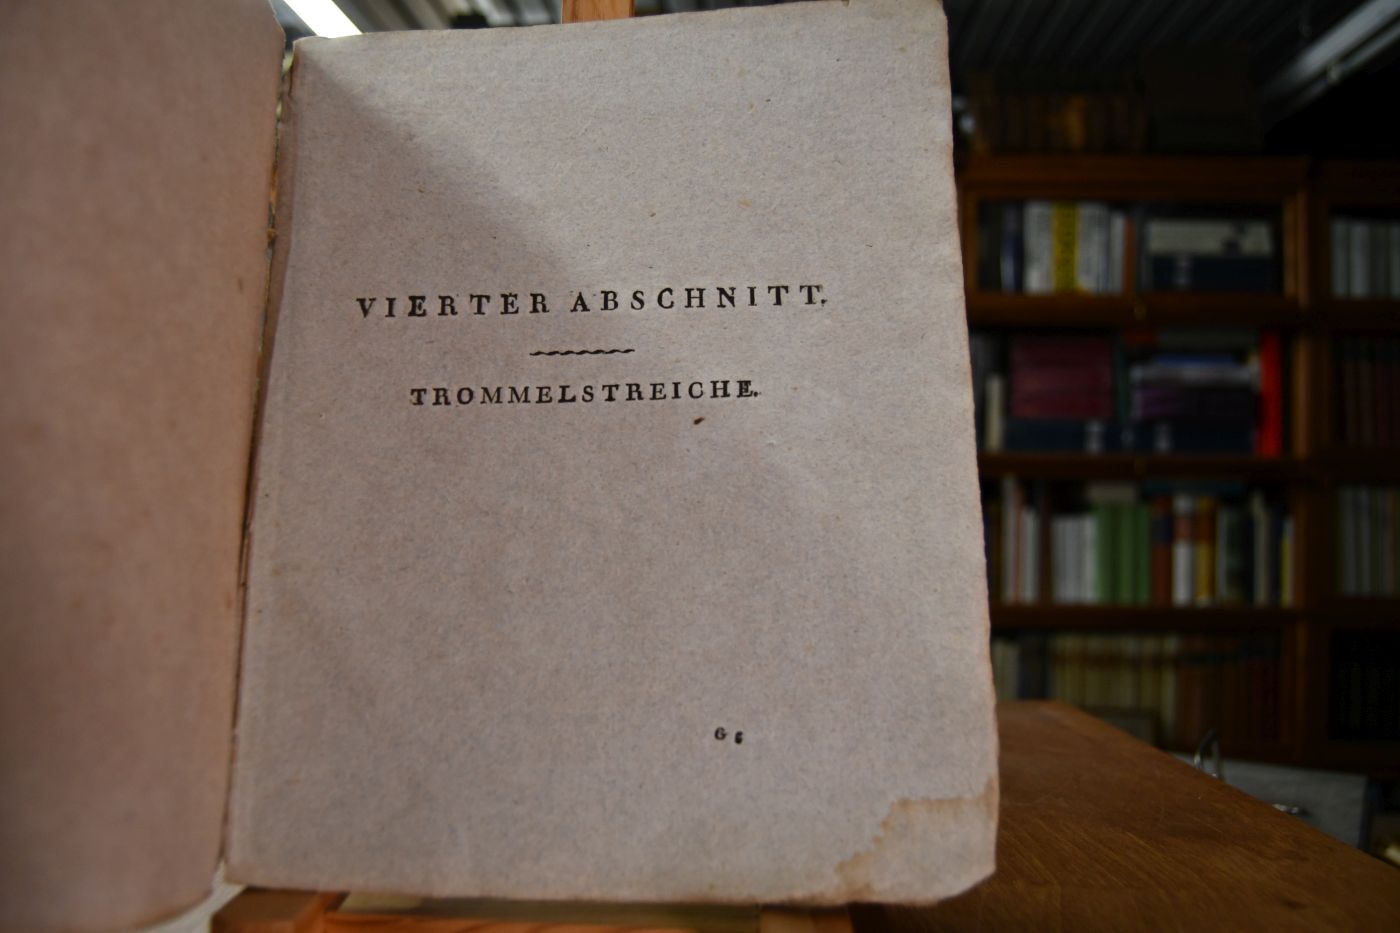 VIERTER ABSCHNITT.
TROMMELSTREICHE.
G 5